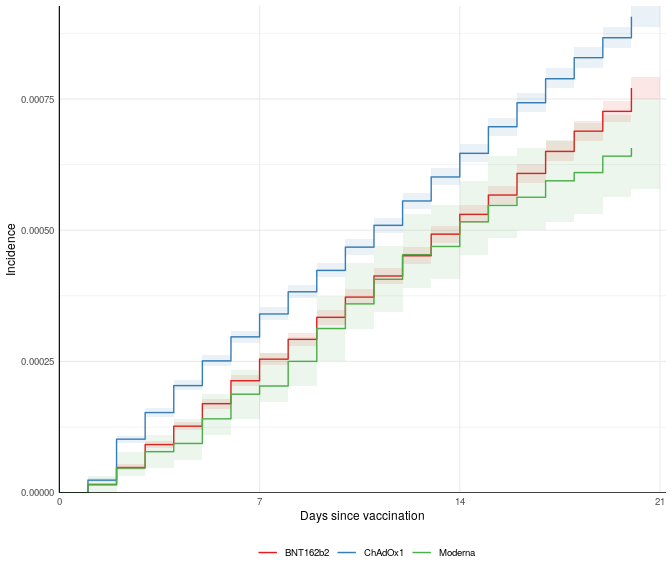 0.00075
0.00050
0.00025
0.00000
Incidence
0 7 14 21
Days since vaccination
BNT162b2 ChAdOx1 Moderna